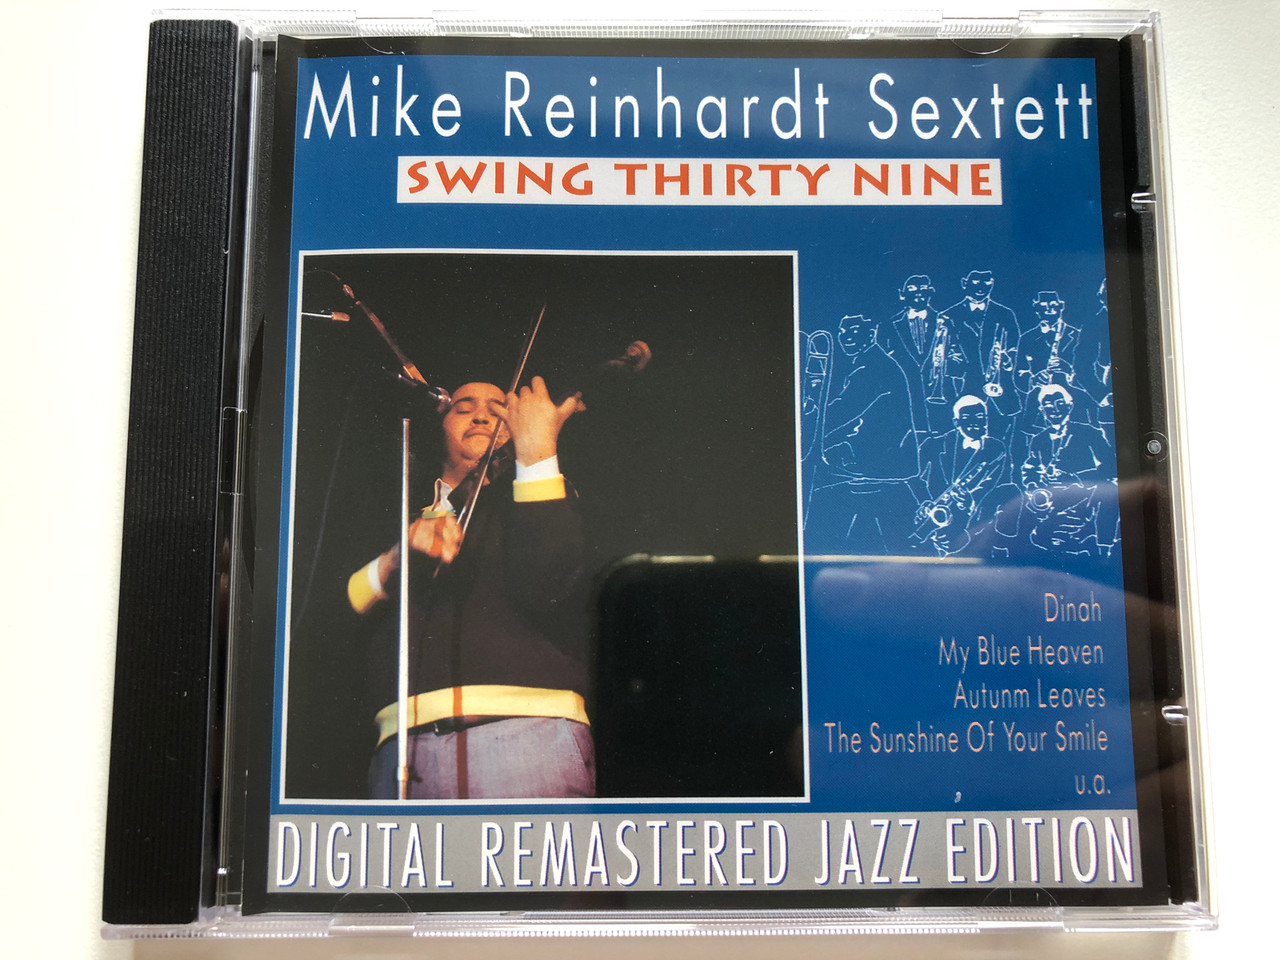 Mike Reinhardt Sextett
SWING THIRTY NINE
Dinah
My Blue Heaven
Autunm Leaves
The Sunshine Of Your Smile
u.a.
DIGITAL REMASTERED JAZZ EDITION